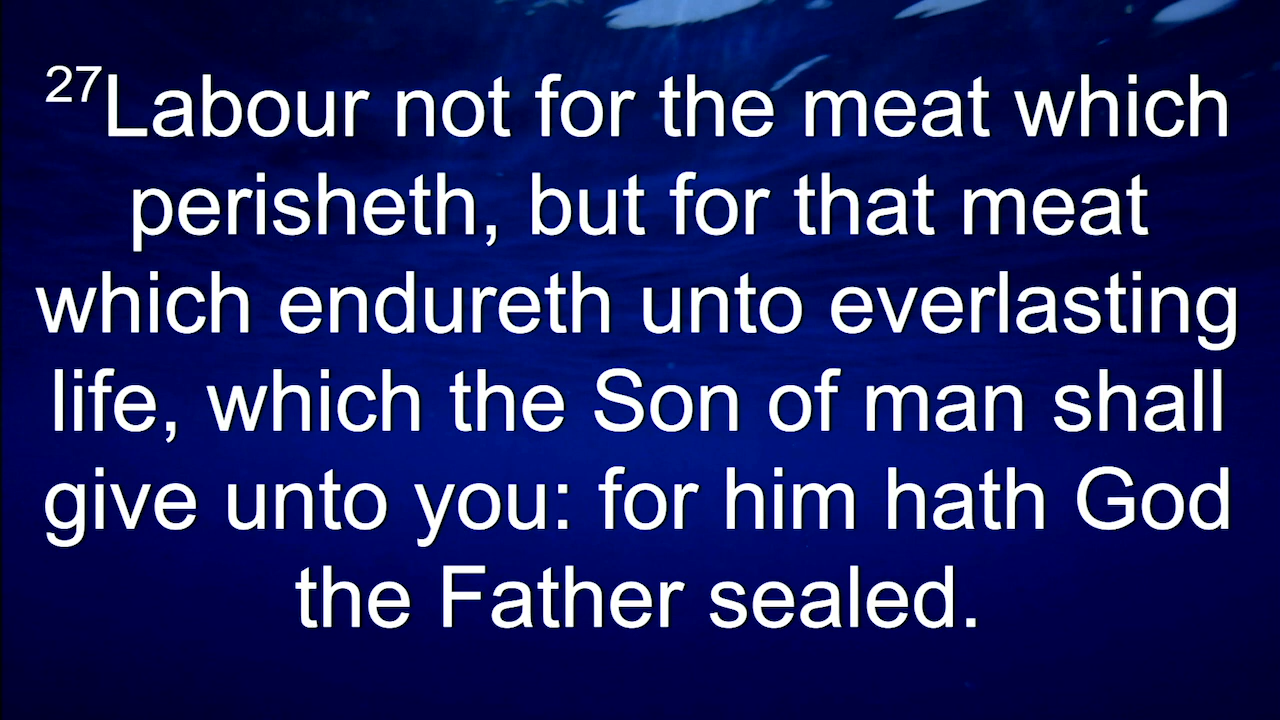 27Labour not for the meat which
perisheth, but for that meat
which endureth unto everlasting
life, which the Son of man shall
give unto you: for him hath God
the Father sealed.